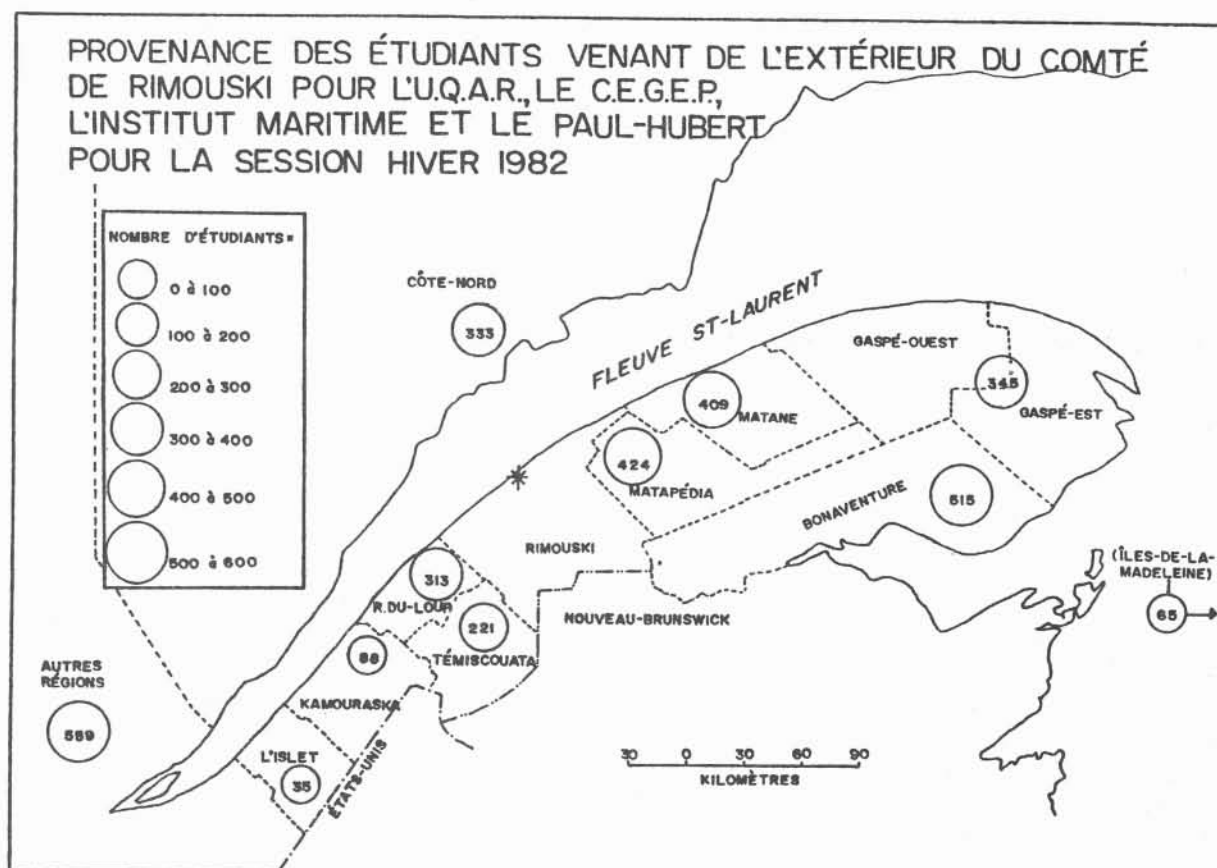 PROVENANCE DES ÉTUDIANTS VENANT DE L'EXTÉRIEUR DU COMTÉ
DE RIMOUSKI POUR L'U.Q.A.R., LE C.E.G.E.P.,
L'INSTITUT MARITIME ET LE PAUL-HUBERT
POUR LA SESSION HIVER 1982
NOMBRE D'ÉTUDIANTS=
0 à 100
100 à 200
200 à 300
300 à 400
400 à 500
500 à 600
CÔTE-NORD
333
FLEUVE ST-LAURENT
GASPÉ-OUEST
345
GASPÉ-EST
409
MATANE
424
MATAPÉDIA
BONAVENTURE
515
RIMOUSKI
(ÎLES-DE-LA-
MADELEINE)
65
313
R.DU-LOUP
221
TÉMISCOUATA
NOUVEAU-BRUNSWICK
88
KAMOURASKA
AUTRES
RÉGIONS
559
L'ISLET
35
ÉTATS-UNIS
30 0 30 60 90
KILOMÈTRES